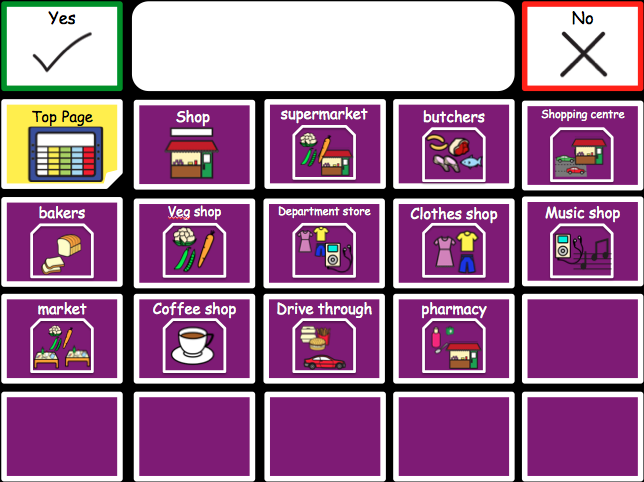 Yes
No
Top Page
Shop
supermarket
butchers
Shopping centre
bakers
Veg shop
Department store
Clothes shop
Music shop
market
Coffee shop
Drive through
pharmacy